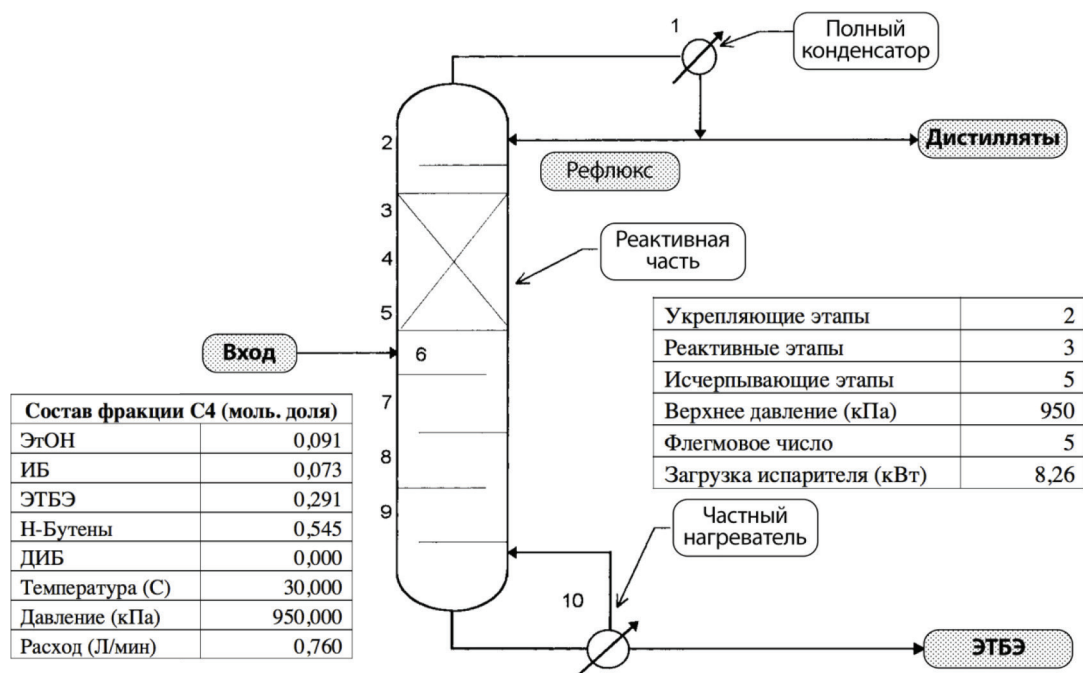 1
Полный
конденсатор
2
Дистилляты
Рефлюкс
3
Реактивная
часть
4
5
Вход
6
Укрепляющие этапы 2
Реактивные этапы 3
Исчерпывающие этапы 5
Верхнее давление (кПа) 950
Флегмовое число 5
Загрузка испарителя (кВт) 8,26
Состав фракции С4 (моль. доля)
ЭтОН 0,091
ИБ 0,073
ЭТБЭ 0,291
Н-Бутены 0,545
ДИБ 0,000
Температура (С) 30,000
Давление (кПа) 950,000
Расход (Л/мин) 0,760
7
8
9
Частный
нагреватель
10
ЭТБЭ